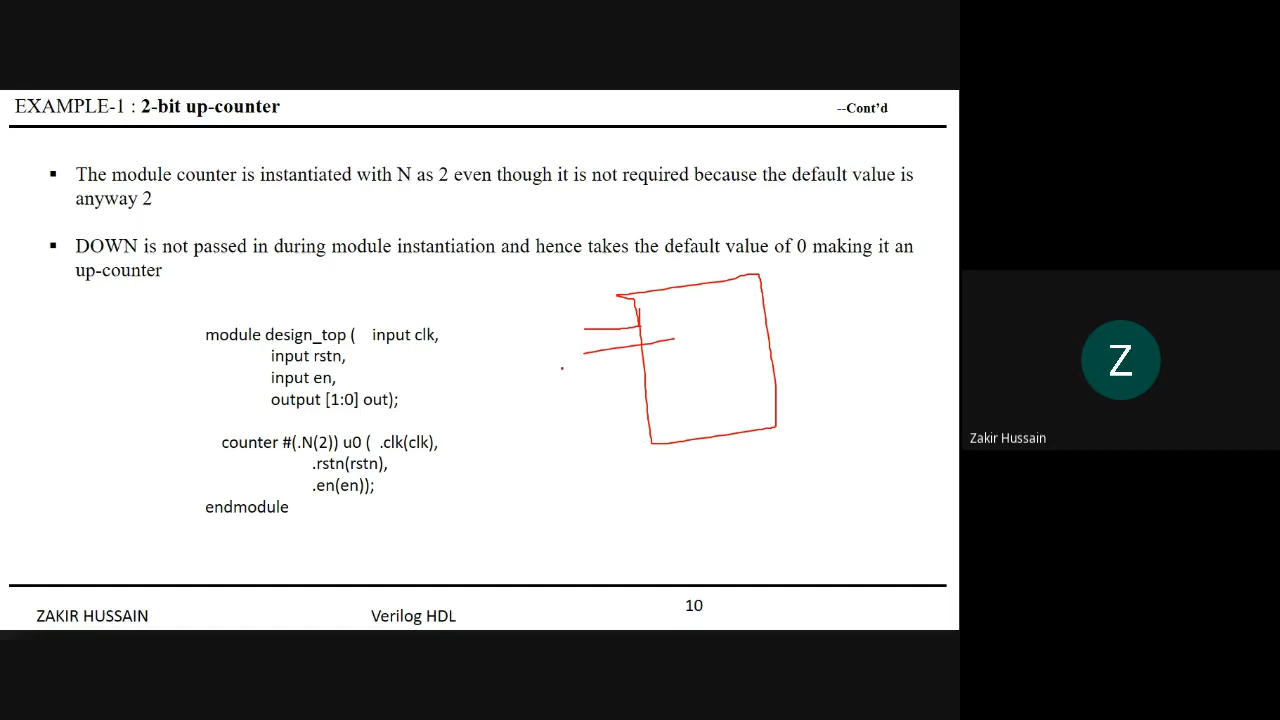 EXAMPLE-1 : 2-bit up-counter
--Cont'd
▪ The module counter is instantiated with N as 2 even though it is not required because the default value is
anyway 2
▪ DOWN is not passed in during module instantiation and hence takes the default value of 0 making it an
up-counter
module design_top ( input clk,
input rstn,
input en,
output [1:0] out);
counter #(.N(2)) u0 ( .clk(clk),
.rstn(rstn),
.en(en));
endmodule
ZAKIR HUSSAIN
Verilog HDL
10
Z
Zakir Hussain